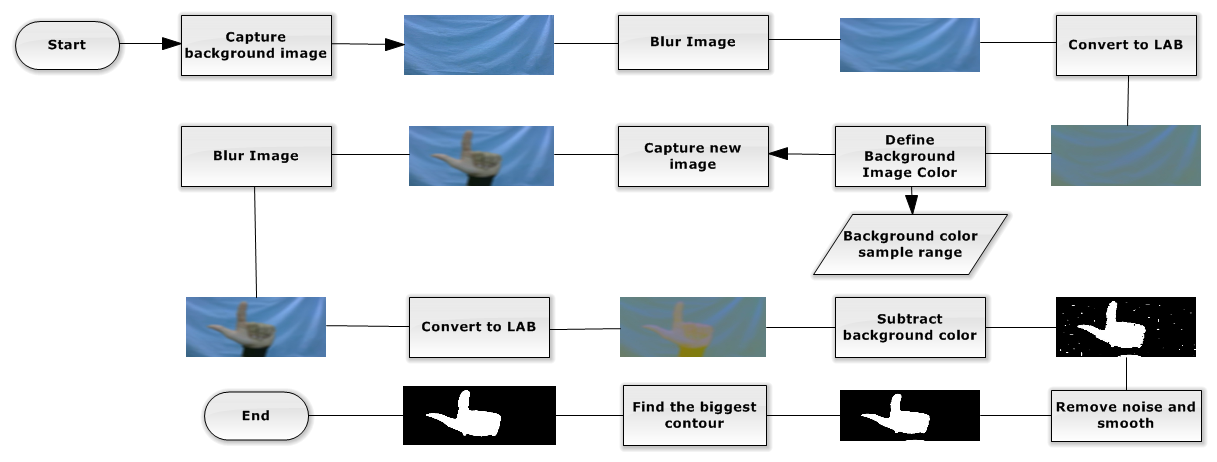 Start
Capture
background image
Blur Image
Convert to LAB
Blur Image
Capture new
image
Define
Background
Image Color
Background color
sample range
Convert to LAB
Subtract
background color
End
Find the biggest
contour
Remove noise and
smooth